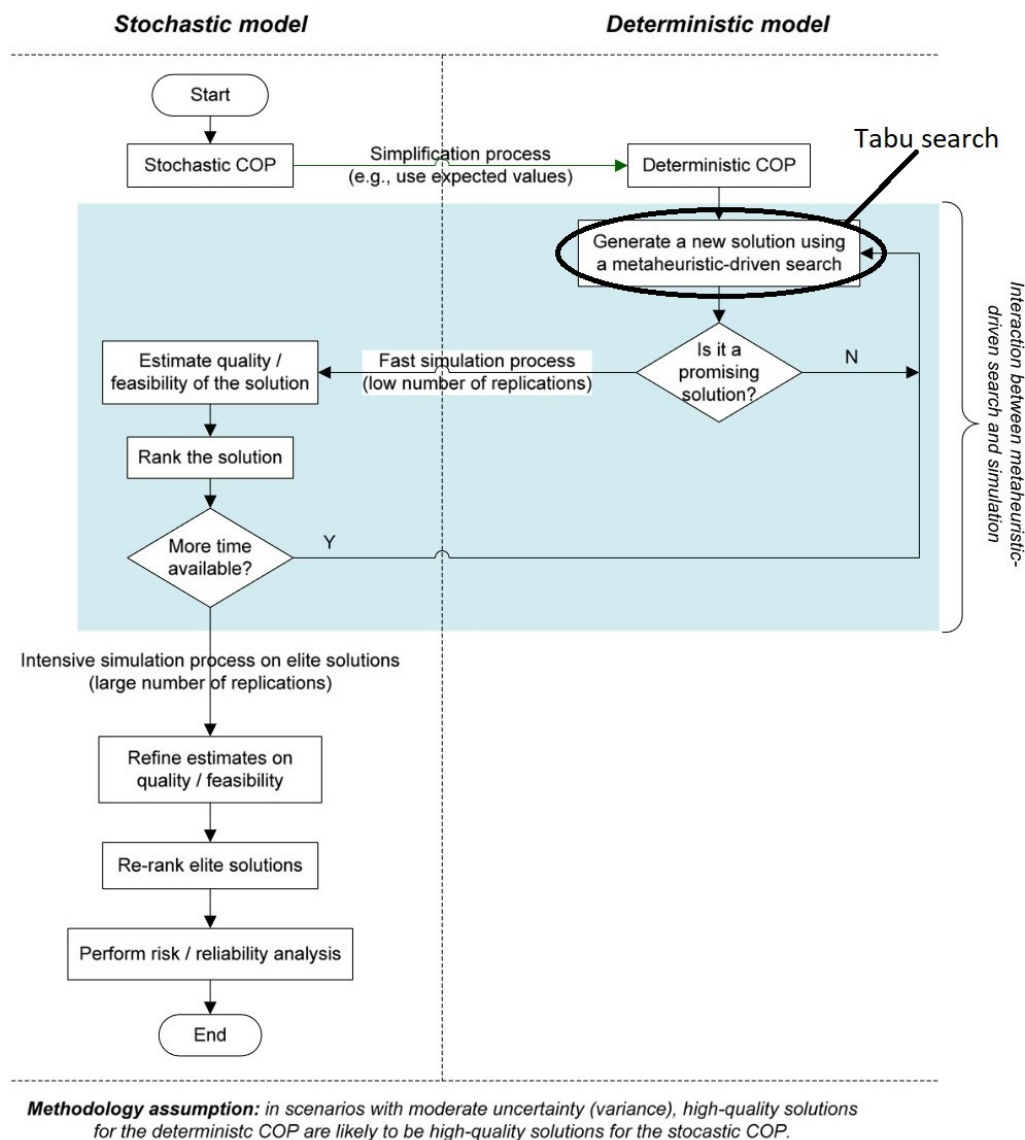 Stochastic model
Deterministic model
Start
Tabu search
Stochastic COP
Simplification process
(e.g., use expected values)
Deterministic COP
Generate a new solution using
a metaheuristic-driven search
Is it a
promising
solution?
N
Fast simulation process
(low number of replications)
Estimate quality /
feasibility of the solution
Rank the solution
More time
available?
Y
Interaction between metaheuristic-
driven search and simulation
Intensive simulation process on elite solutions
(large number of replications)
Refine estimates on
quality / feasibility
Re-rank elite solutions
Perform risk / reliability analysis
End
Methodology assumption: in scenarios with moderate uncertainty (variance), high-quality solutions
for the determinisitc COP are likely to be high-quality solutions for the stocastic COP.